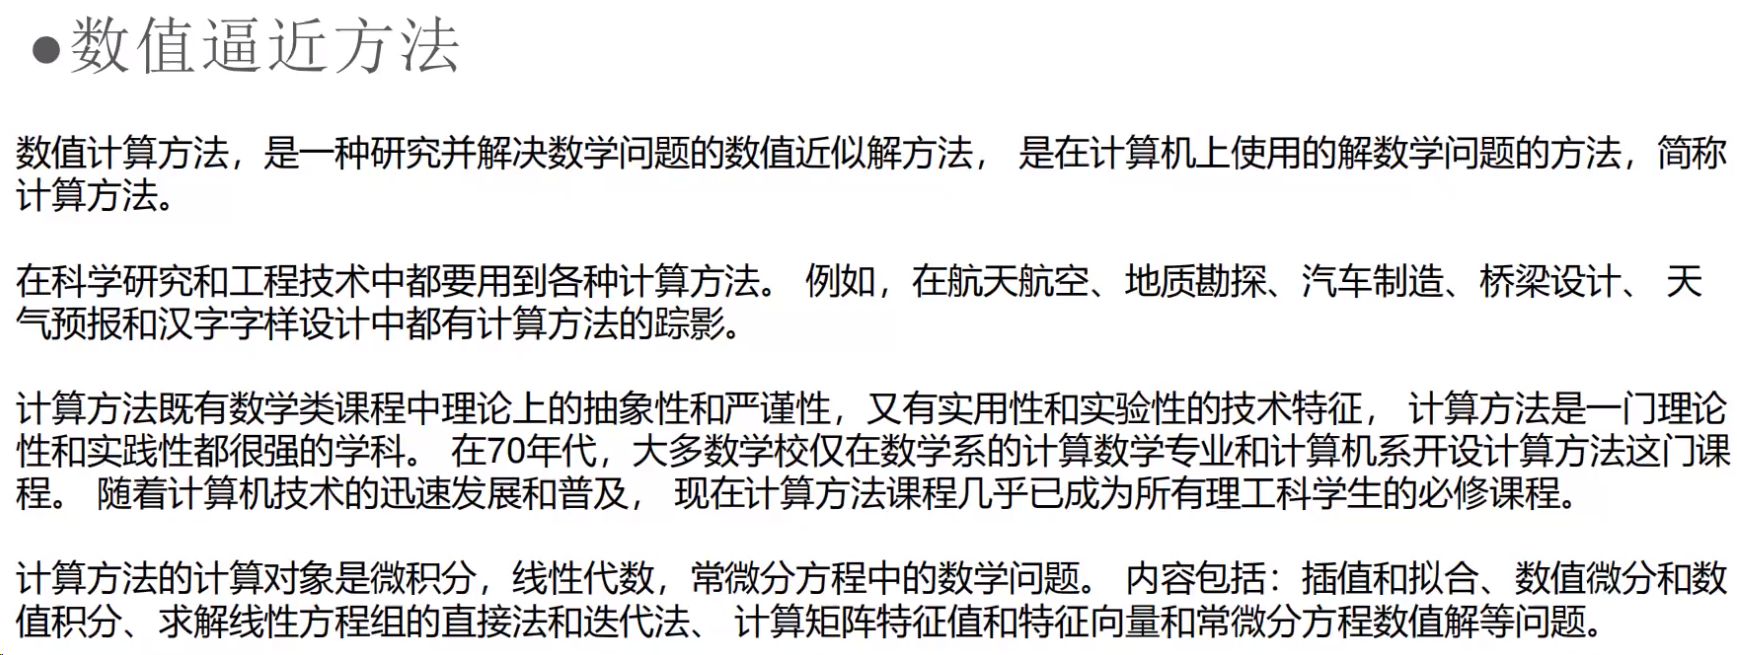 ●数值逼近方法
数值计算方法，是一种研究并解决数学问题的数值近似解方法， 是在计算机上使用的解数学问题的方法，简称
计算方法。
在科学研究和工程技术中都要用到各种计算方法。 例如，在航天航空、地质勘探、汽车制造、桥梁设计、 天
气预报和汉字字样设计中都有计算方法的踪影。
计算方法既有数学类课程中理论上的抽象性和严谨性，又有实用性和实验性的技术特征， 计算方法是一门理论
性和实践性都很强的学科。 在70年代，大多数学校仅在数学系的计算数学专业和计算机系开设计算方法这门课
程。 随着计算机技术的迅速发展和普及， 现在计算方法课程几乎已成为所有理工科学生的必修课程。
计算方法的计算对象是微积分，线性代数，常微分方程中的数学问题。 内容包括：插值和拟合、数值微分和数
值积分、求解线性方程组的直接法和迭代法、 计算矩阵特征值和特征向量和常微分方程数值解等问题。